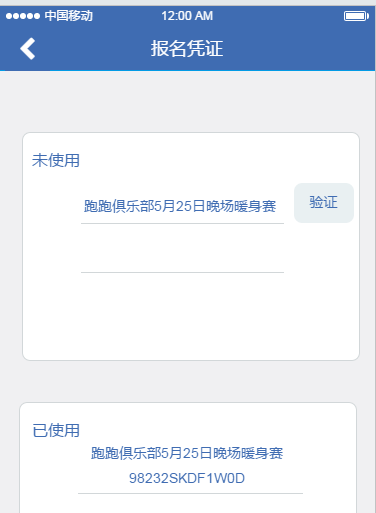 中国移动 12:00 AM
报名凭证
未使用
跑跑俱乐部5月25日晚场暖身赛
验证
已使用
跑跑俱乐部5月25日晚场暖身赛
98232SKDF1W0D